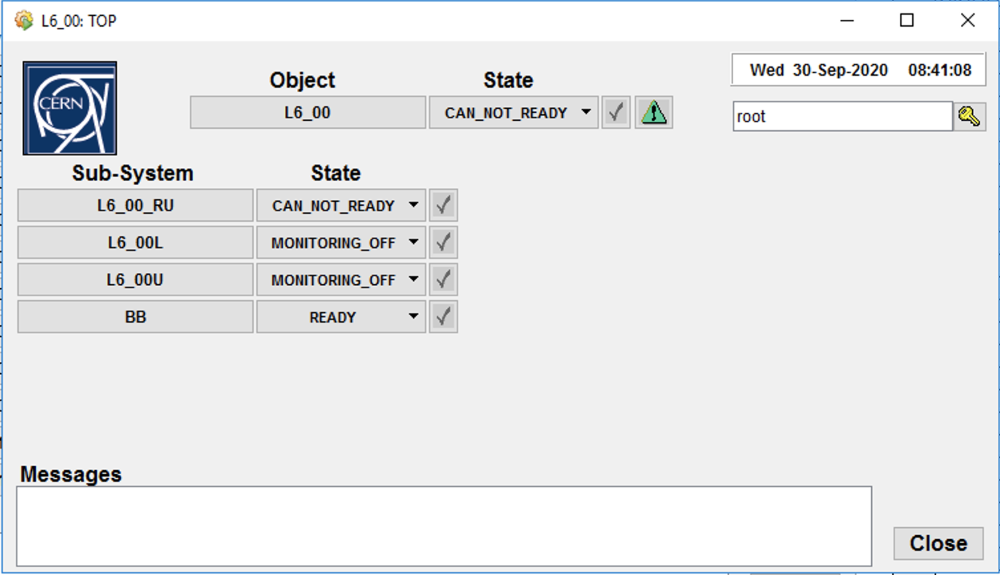 L6_00: TOP
Wed 30-Sep-2020 08:41:08
CERN
Object State
L6_00 CAN_NOT_READY
root
Sub-System State
L6_00_RU CAN_NOT_READY
L6_00L MONITORING_OFF
L6_00U MONITORING_OFF
BB READY
Messages
Close